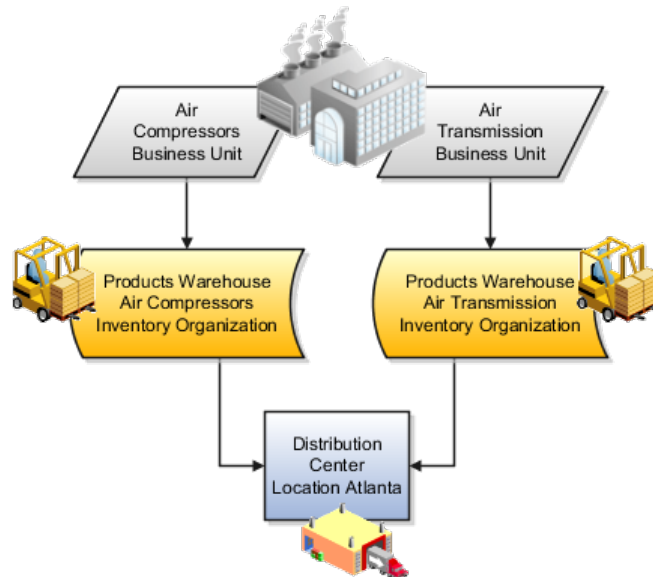 Air
Compressors
Business Unit
Air
Transmission
Business Unit
Products Warehouse
Air Compressors
Inventory Organization
Products Warehouse
Air Transmission
Inventory Organization
Distribution
Center
Location Atlanta